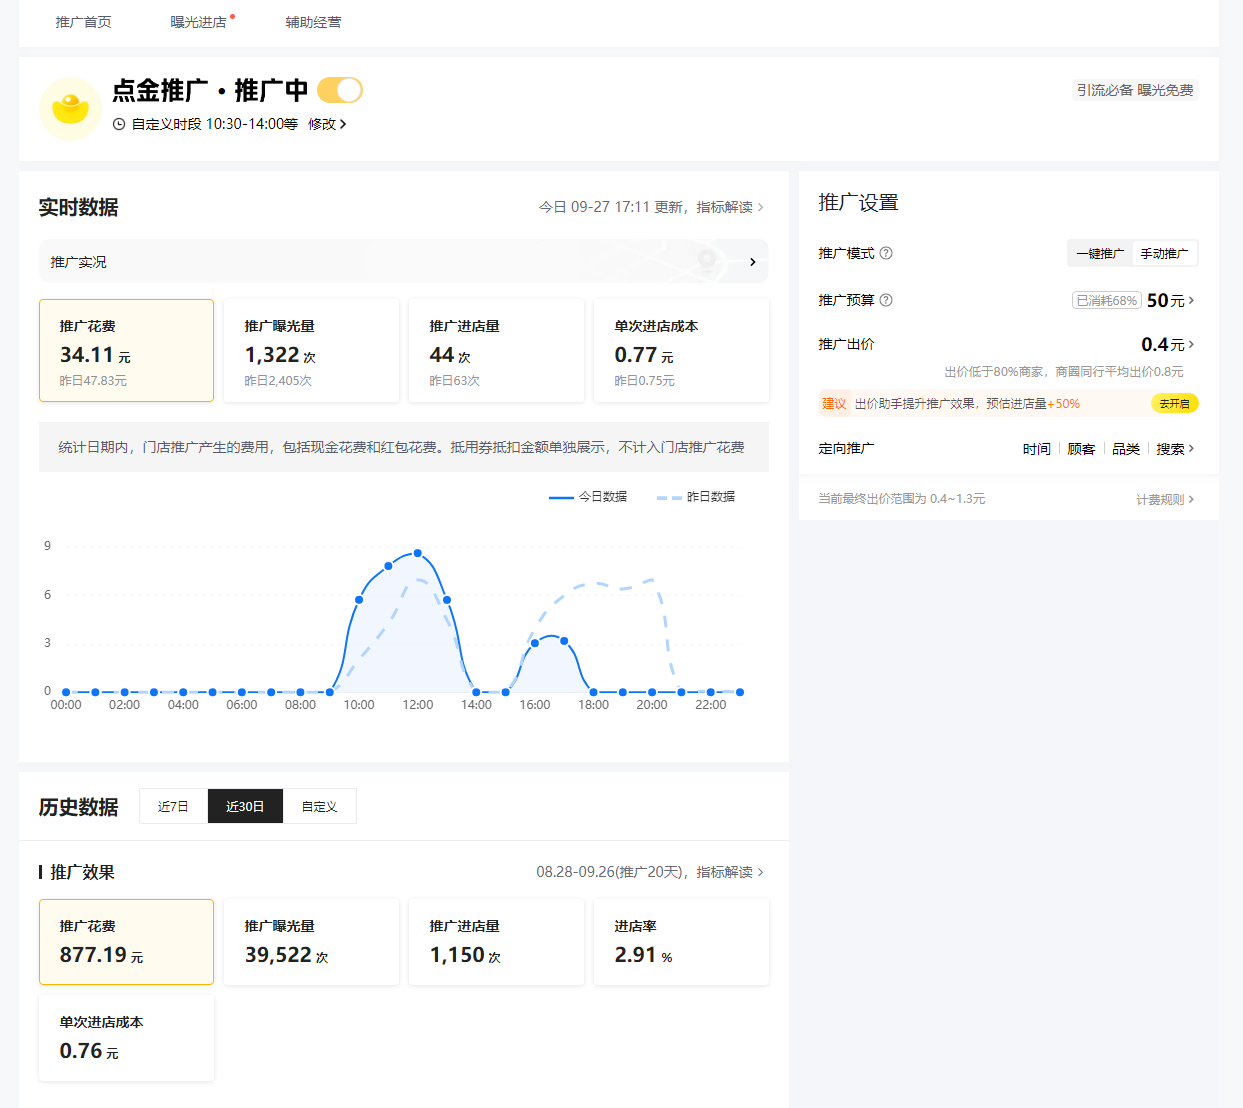 推广首页 曝光进店 辅助经营
点金推广·推广中
引流必备 曝光免费
自定义时段 10:30-14:00等 修改
实时数据
今日 09-27 17:11 更新，指标解读
推广实况
推广花费 推广曝光量 推广进店量 单次进店成本
34.11 元 1,322 次 44 次 0.77 元
昨日47.83元 昨日2,405次 昨日63次 昨日0.75元
统计日期内，门店推广产生的费用，包括现金花费和红包花费。抵用券抵扣金额单独展示，不计入门店推广花费
今日数据 昨日数据
9
6
3
0
00:00 02:00 04:00 06:00 08:00 10:00 12:00 14:00 16:00 18:00 20:00 22:00
历史数据 近7日 近30日 自定义
推广效果
08.28-09.26(推广20天)，指标解读
推广花费 推广曝光量 推广进店量 进店率
877.19 元 39,522 次 1,150 次 2.91 %
单次进店成本
0.76 元
推广设置
推广模式 一键推广 手动推广
推广预算 已消耗68% 50元
推广出价 0.4元
出价低于80%商家，商圈同行平均出价0.8元
建议 出价助手提升推广效果，预估进店量+50% 去开启
定向推广 时间 顾客 品类 搜索
当前最终出价范围为 0.4~1.3元 计费规则